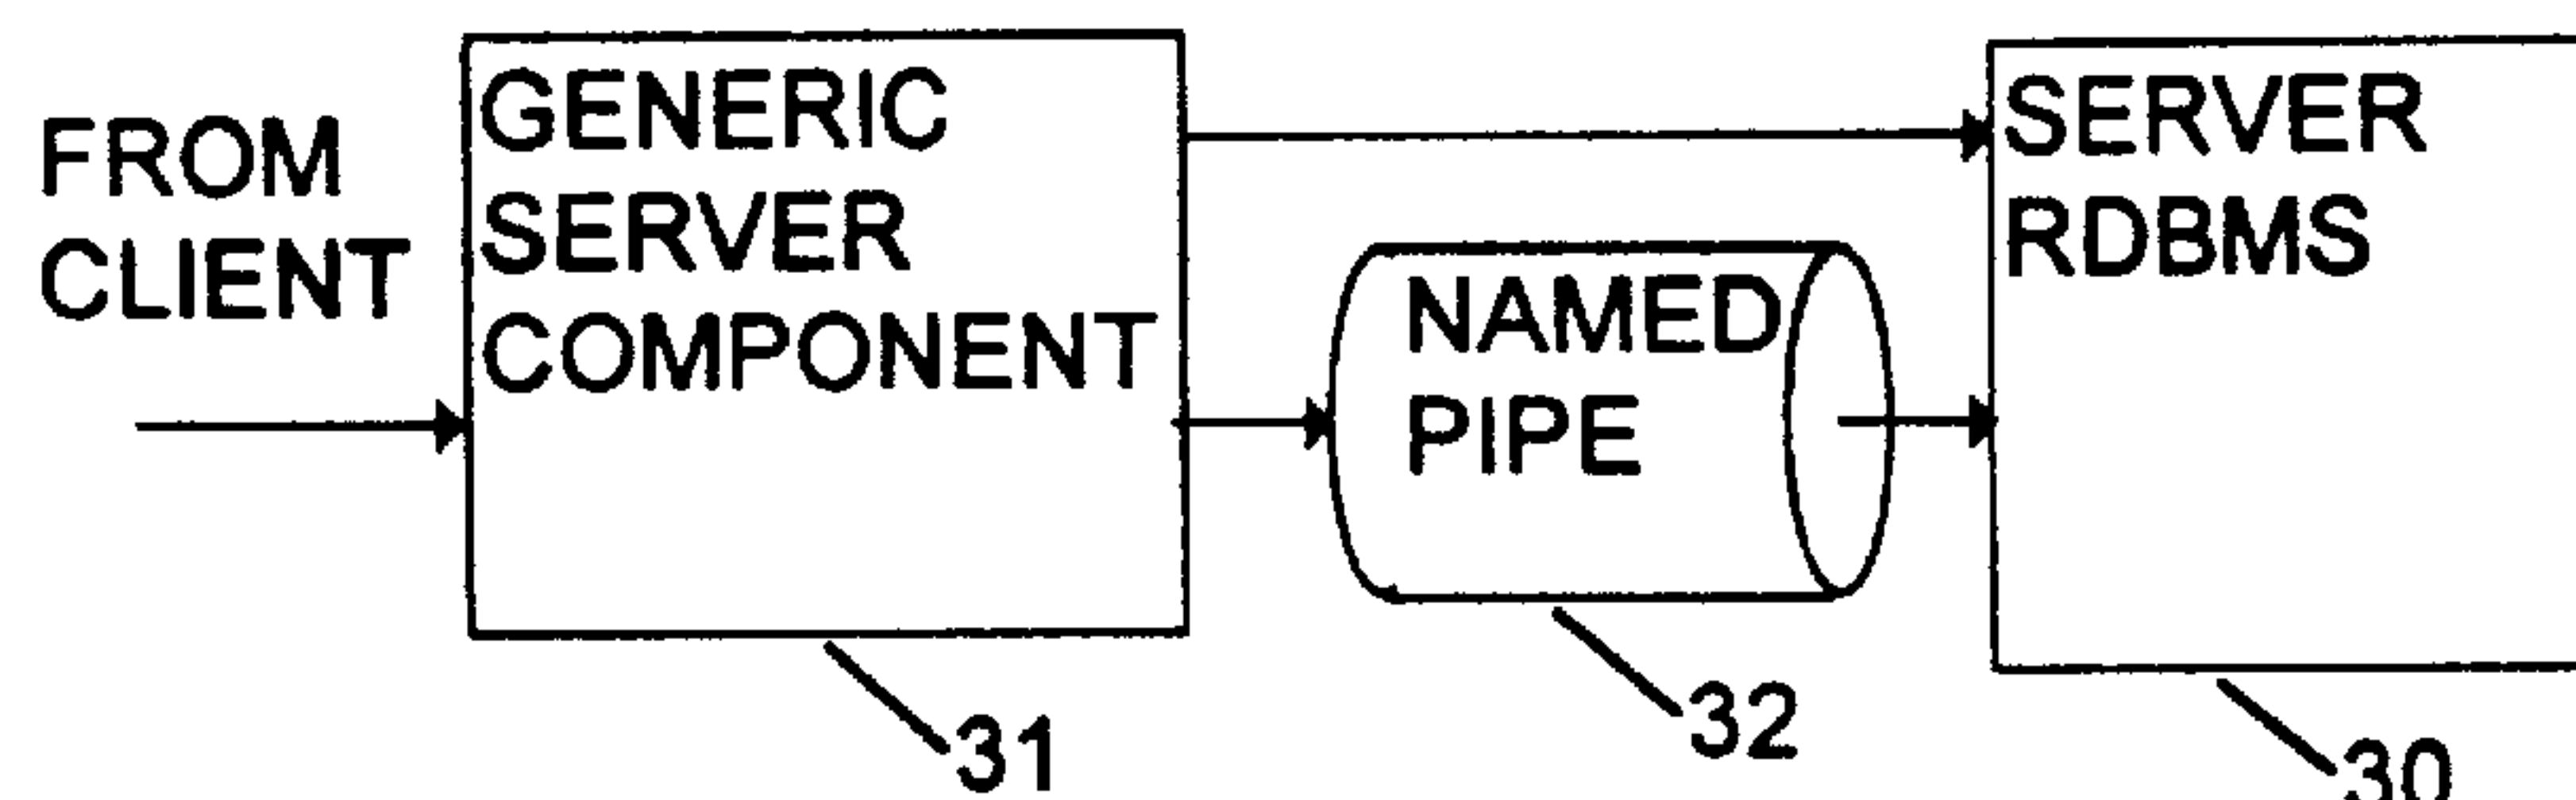 FROM
CLIENT
GENERIC
SERVER
COMPONENT
NAMED
PIPE
SERVER
RDBMS
31
32
30